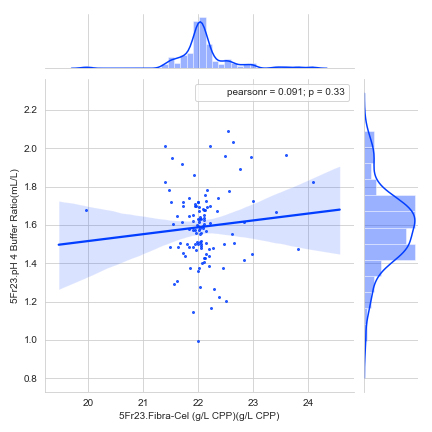 pearsonr = 0.091; p = 0.33
2.2
2.0
1.8
1.6
1.4
1.2
1.0
0.8
5Fr23.pH 4 Buffer Ratio(mL/L)
20 21 22 23 24
5Fr23.Fibra-Cel (g/L CPP)(g/L CPP)